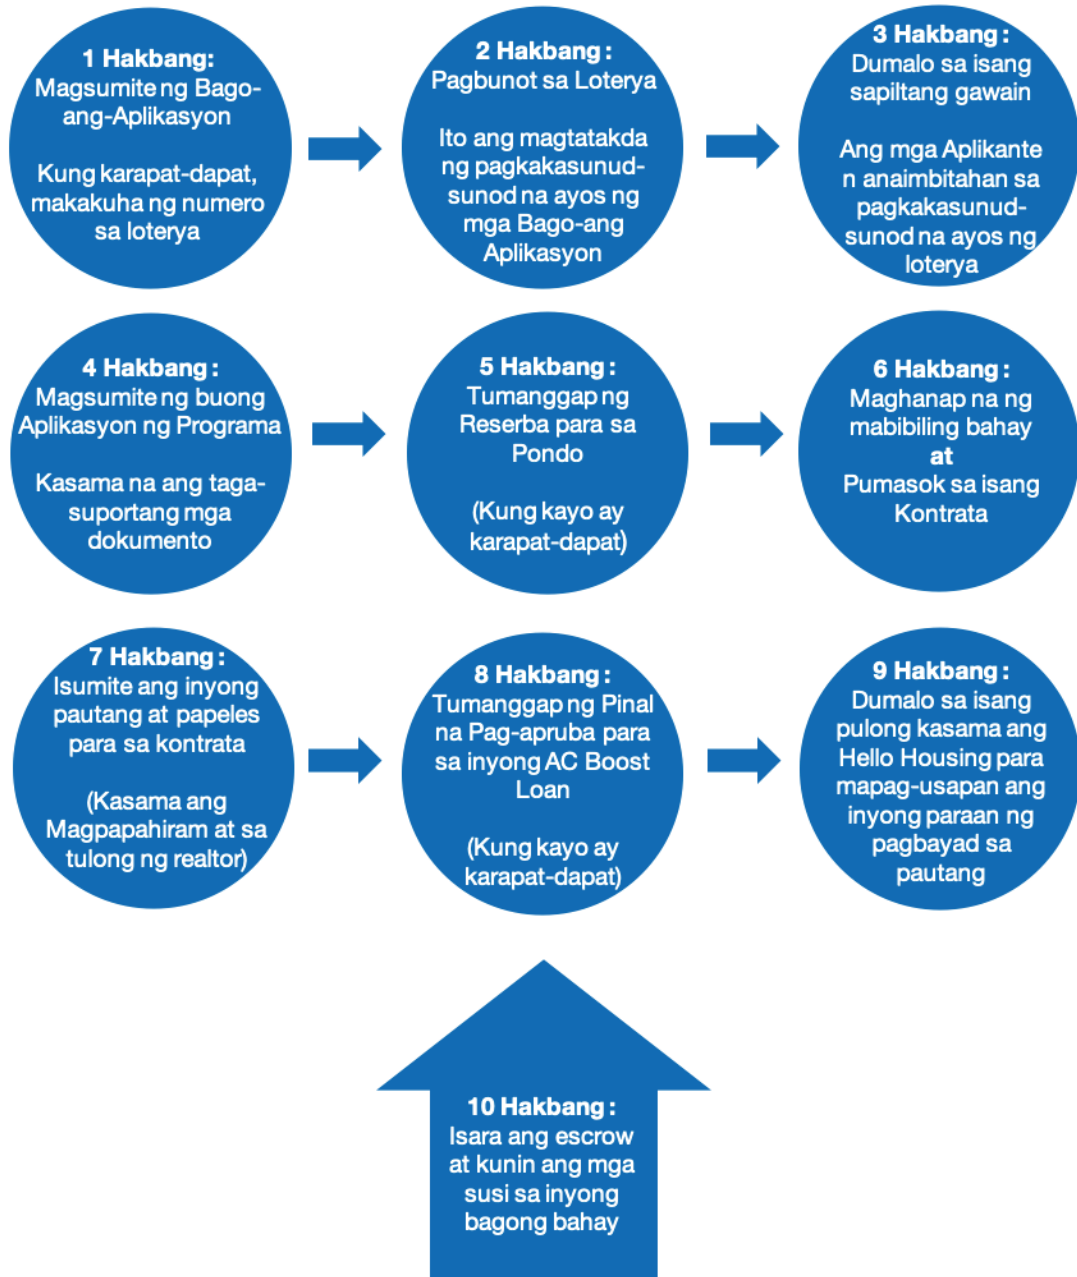 1 Hakbang:
Magsumite ng Bago-
ang-Aplikasyon
Kung karapat-dapat,
makakuha ng numero
sa loterya
2 Hakbang :
Pagbunot sa Loterya
Ito ang magtatakda
ng pagkakasunud-
sunod na ayos ng
mga Bago-ang
Aplikasyon
3 Hakbang :
Dumalo sa isang
sapiltang gawain
Ang mga Aplikante
n anaimbitahan sa
pagkakasunud-
sunod na ayos ng
loterya
4 Hakbang :
Magsumite ng buong
Aplikasyon ng Programa
Kasama na ang taga-
suportang mga
dokumento
5 Hakbang :
Tumanggap ng
Reserba para sa
Pondo
(Kung kayo ay
karapat-dapat)
6 Hakbang :
Maghanap na ng
mabibiling bahay
at
Pumasok sa isang
Kontrata
7 Hakbang :
Isumite ang inyong
pautang at papeles
para sa kontrata
(Kasama ang
Magpapahiram at sa
tulong ng realtor)
8 Hakbang :
Tumanggap ng Pinal
na Pag-apruba para
sa inyong AC Boost
Loan
(Kung kayo ay
karapat-dapat)
9 Hakbang :
Dumalo sa isang
pulong kasama ang
Hello Housing para
mapag-usapan ang
inyong paraan ng
pagbayad sa
pautang
10 Hakbang :
Isara ang escrow
at kunin ang mga
susi sa inyong
bagong bahay